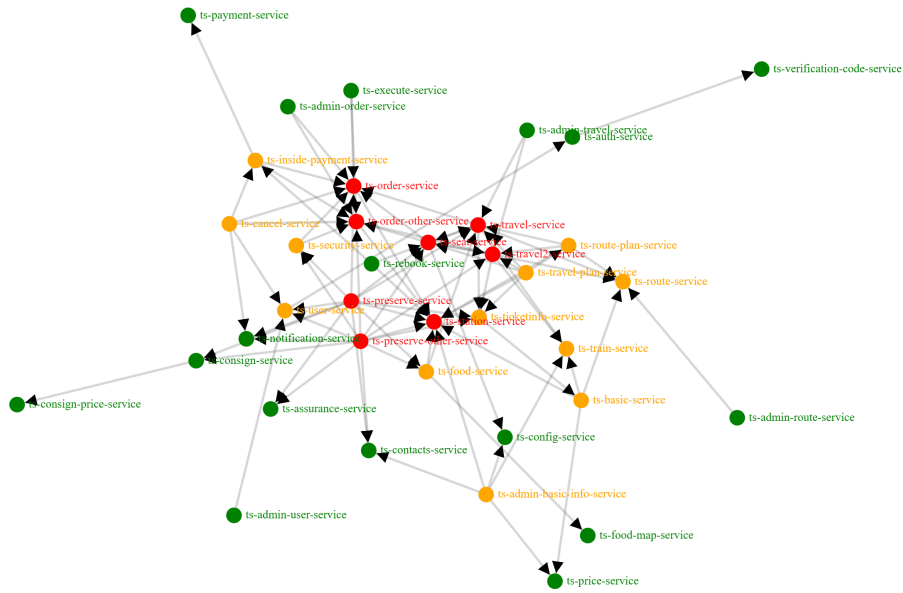 ts-payment-service
ts-verification-code-service
ts-execute-service
ts-admin-order-service
ts-admin-travel-service
ts-auth-service
ts-inside-payment-service
ts-order-service
ts-order-other-service
ts-travel-service
ts-cancel-service
ts-seat-service
ts-security-service
ts-route-plan-service
ts-travel2-service
ts-rebook-service
ts-travel-plan-service
ts-route-service
ts-preserve-service
ts-user-service
ts-ticketinfo-service
ts-station-service
ts-notification-service
ts-preserve-other-service
ts-train-service
ts-consign-service
ts-food-service
ts-basic-service
ts-consign-price-service
ts-assurance-service
ts-admin-route-service
ts-config-service
ts-contacts-service
ts-admin-basic-info-service
ts-admin-user-service
ts-food-map-service
ts-price-service